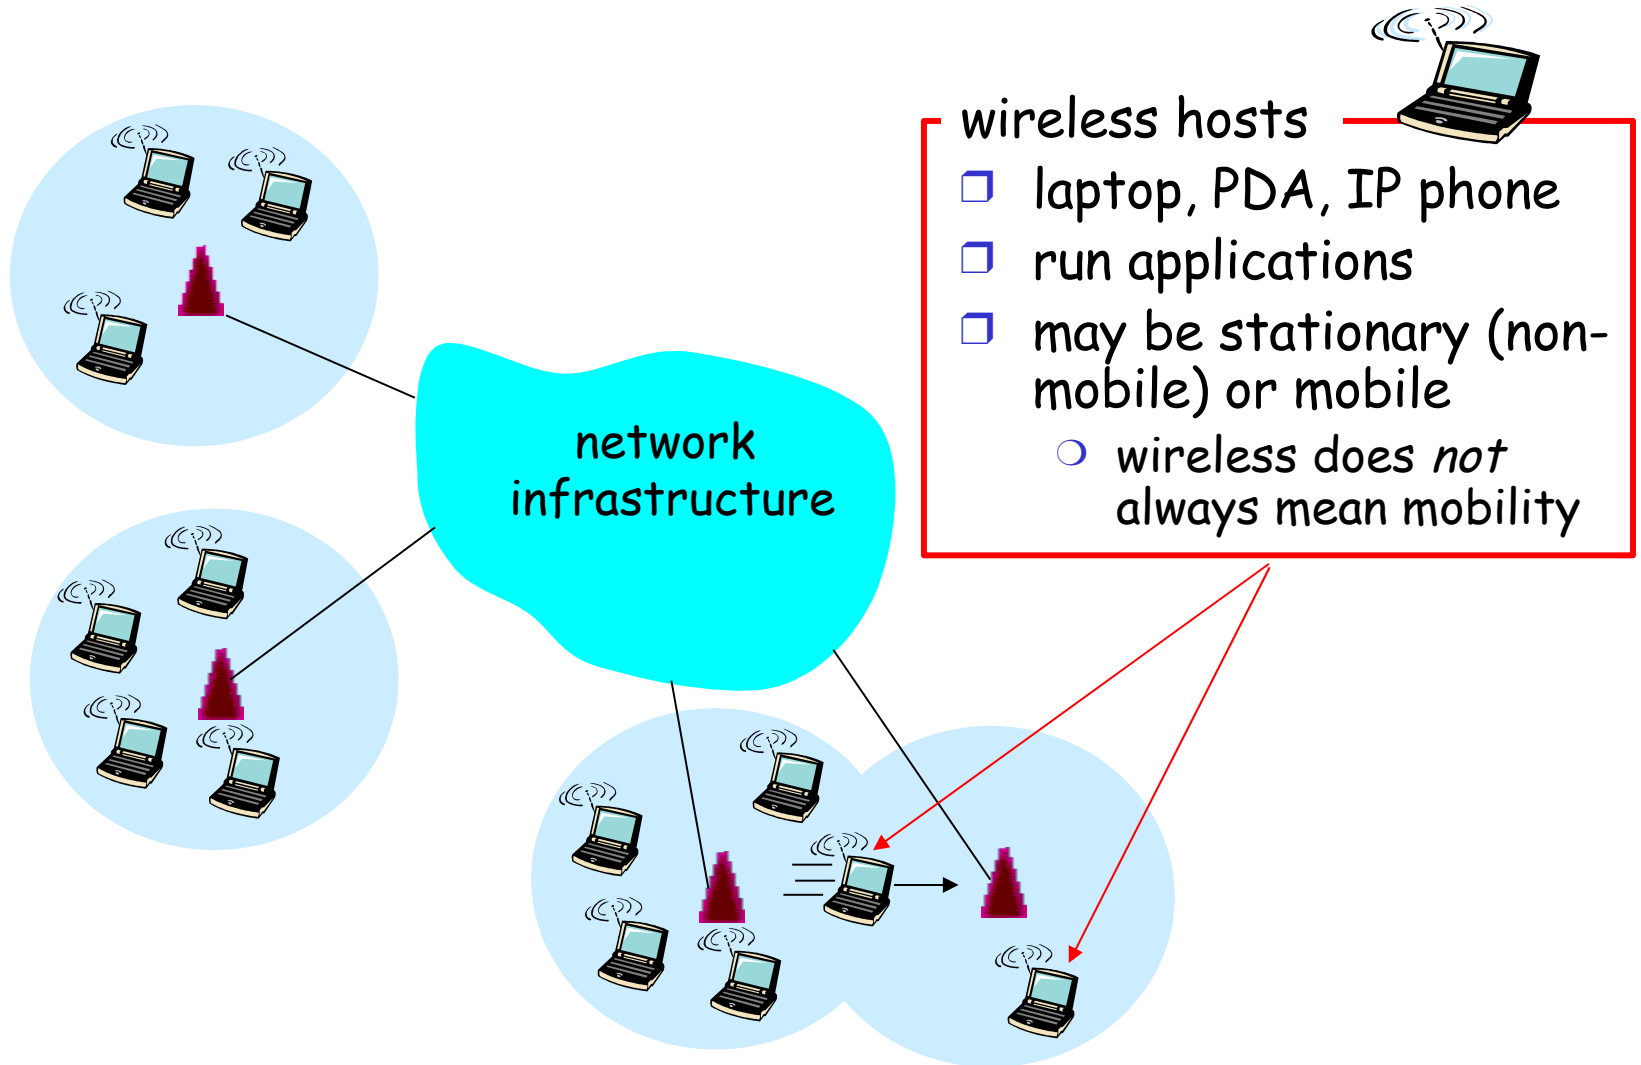 wireless hosts
laptop, PDA, IP phone
run applications
may be stationary (non-
mobile) or mobile
wireless does not
always mean mobility
network
infrastructure